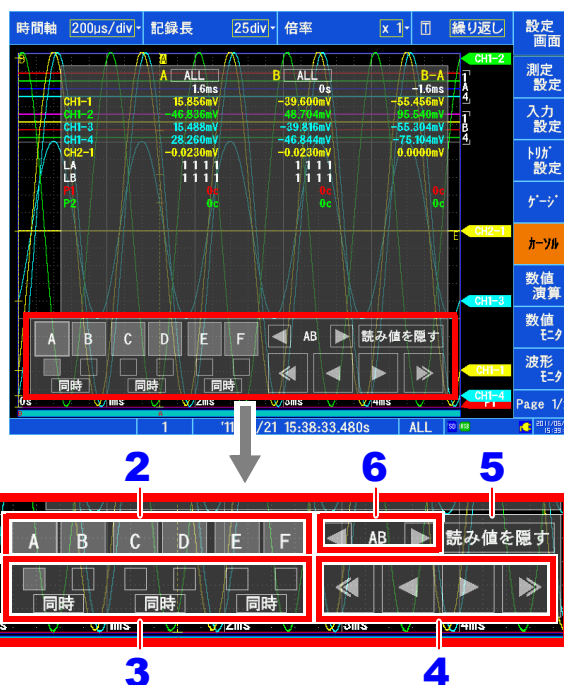 時間軸 200us/div 記録長 25div 倍率 x 1 繰り返し 設定画面
CH1-2
A ALL B ALL B-A
1.6ms 0s -1.6ms
CH1-1 15.856mV -39.600mV -55.456mV
CH1-2 -46.836mV 48.704mV 95.540mV
CH1-3 15.488mV -39.816mV -55.304mV
CH1-4 28.260mV -46.844mV -75.104mV
CH2-1 -0.0230mV -0.0230mV 0.0000mV
LA 1 1 1 1 1 1 1 1
LB 1 1 1 1 1 1 1 1
P1 0c 0c
P2 0c 0c
1
A
4
1
B
4
E CH2-1
CH1-3
CH1-1
CH1-4
P1
測定設定
入力設定
トリガ設定
ゲージ
カーソル
数値演算
数値モニタ
波形モニタ
Page 1/
A B C D E F AB 読み値を隠す
同時 同時 同時
0s 2ms 3ms 4ms
1 '11 /21 15:38:33.480s ALL
2 6 5
A B C D E F AB 読み値を隠す
同時 同時 同時
1ms 2ms 3ms 4ms
3 4